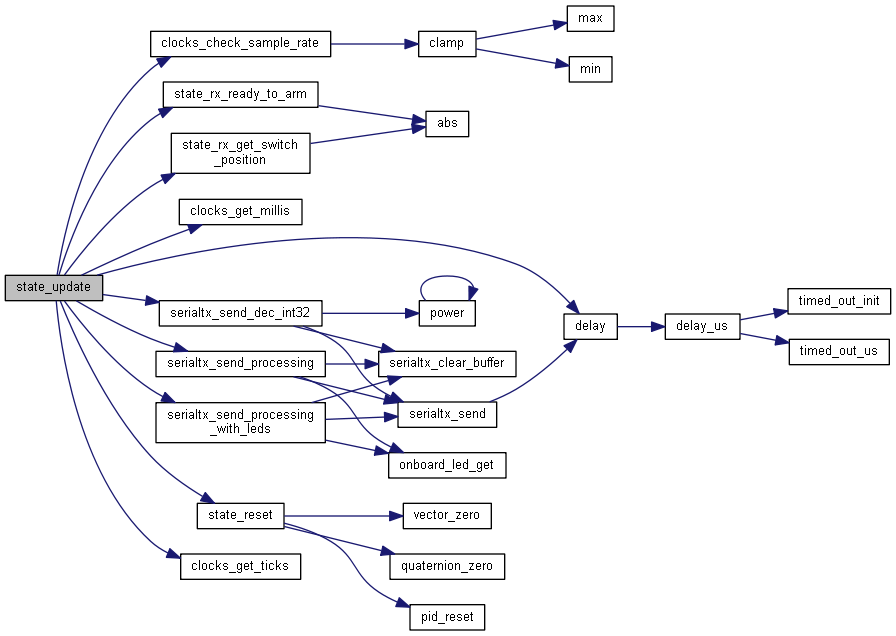 clocks_check_sample_rate
clamp
max
min
state_rx_ready_to_arm
abs
state_rx_get_switch
_position
clocks_get_millis
state_update
serialtx_send_dec_int32
power
delay
delay_us
timed_out_init
timed_out_us
serialtx_send_processing
serialtx_clear_buffer
serialtx_send_processing
_with_leds
serialtx_send
onboard_led_get
state_reset
vector_zero
clocks_get_ticks
quaternion_zero
pid_reset